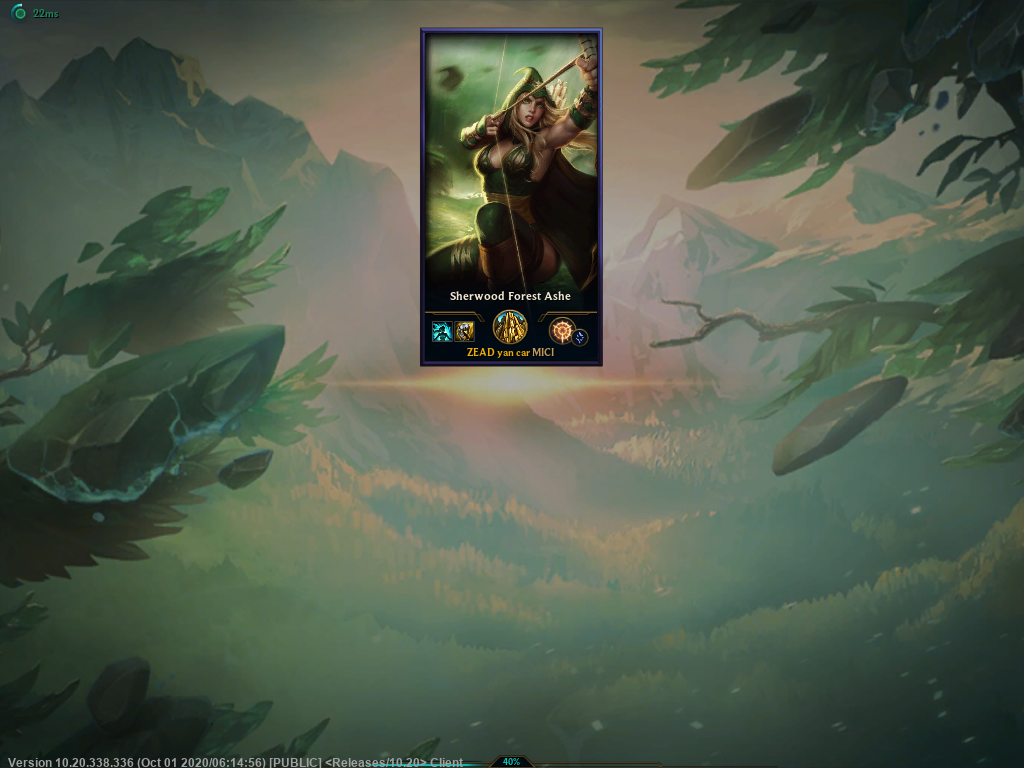 22ms
Sherwood Forest Ashe
ZEAD yan car MICI
Version 10.20.338.336 (Oct 01 2020/06:14:56) [PUBLIC] <Releases/10.20> Client
40%